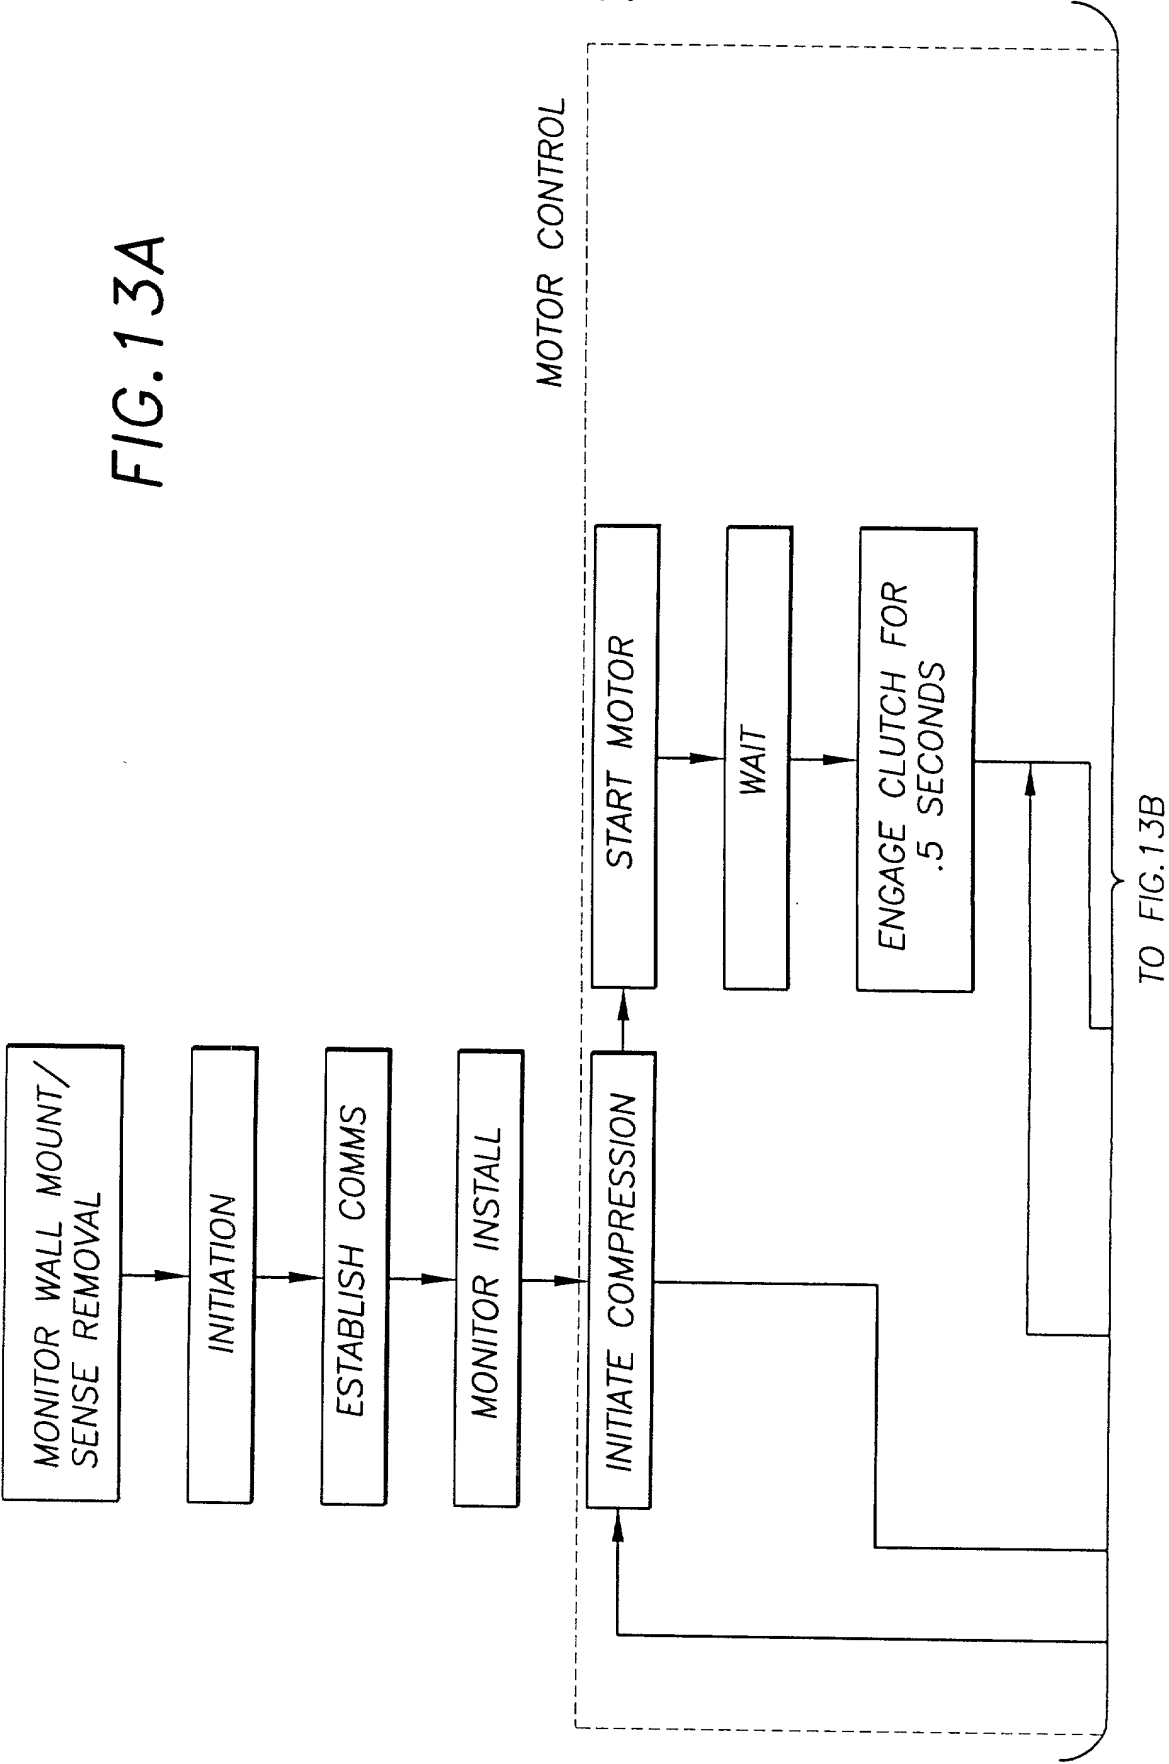 FIG.13A
MONITOR WALL MOUNT/
SENSE REMOVAL
INITIATION
ESTABLISH COMMS
MONITOR INSTALL
MOTOR CONTROL
INITIATE COMPRESSION
START MOTOR
WAIT
ENGAGE CLUTCH FOR
.5 SECONDS
TO FIG.13B